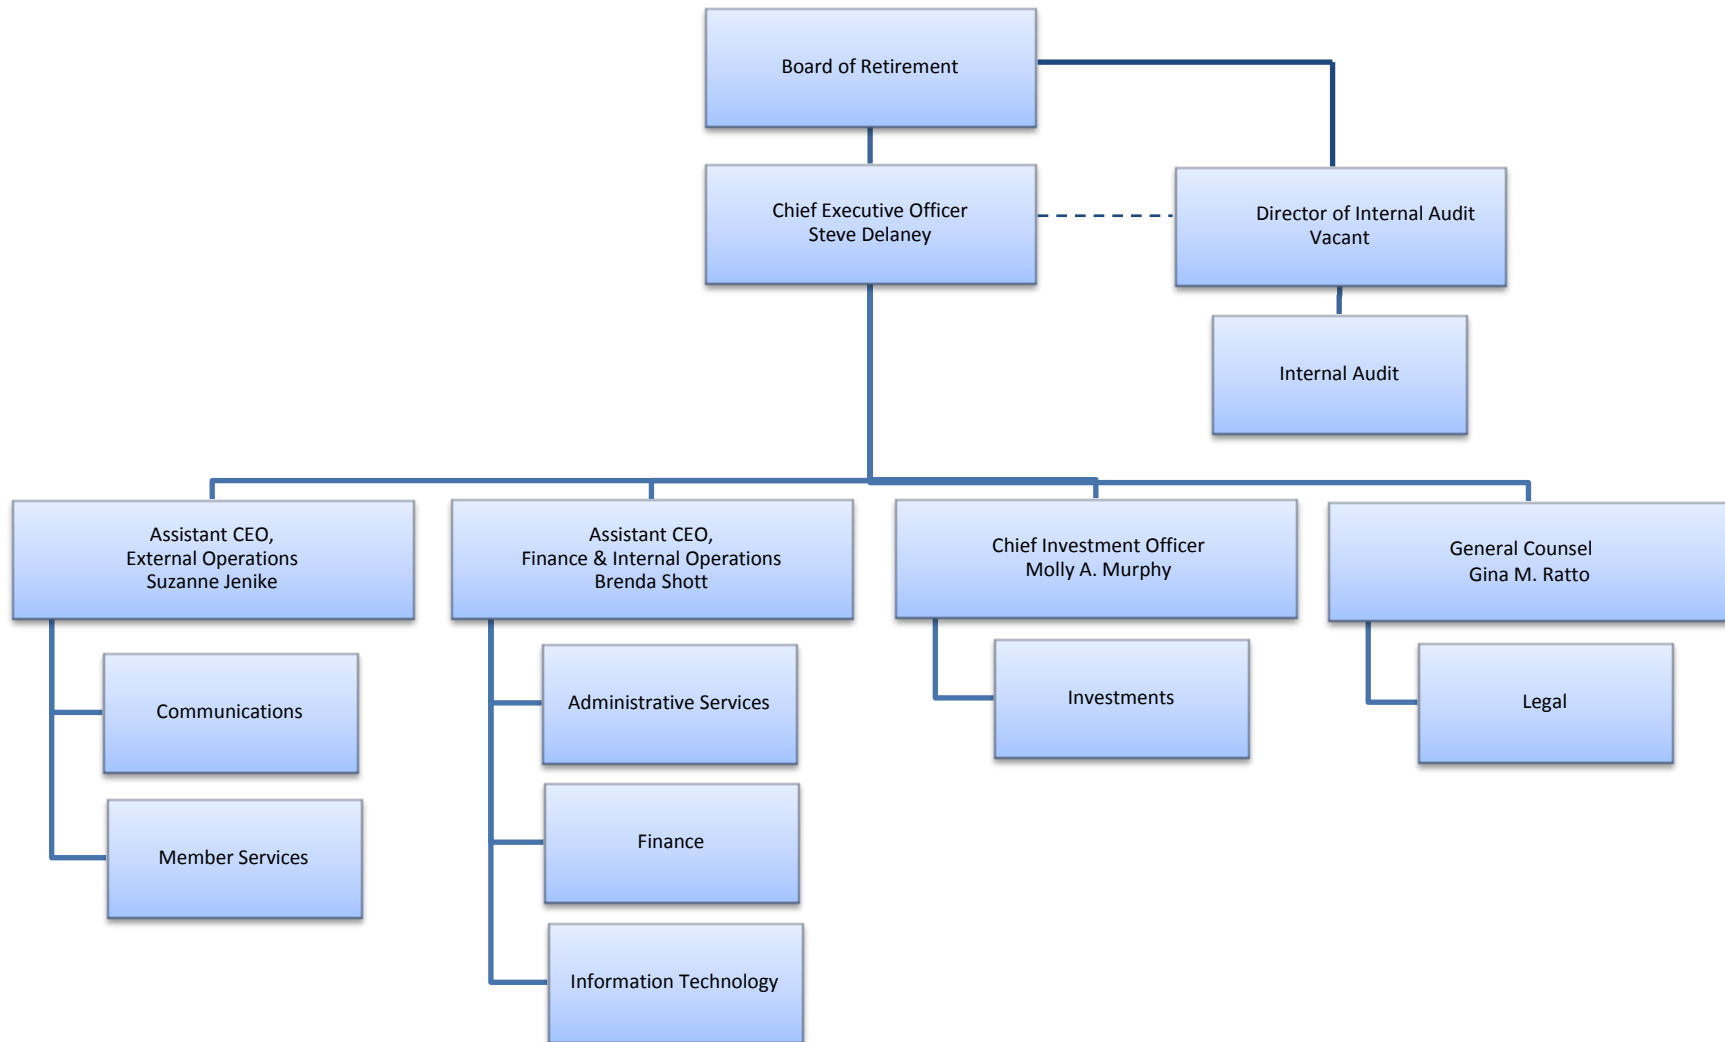 Board of Retirement
Chief Executive Officer
Steve Delaney
Director of Internal Audit
Vacant
Internal Audit
Assistant CEO,
External Operations
Suzanne Jenike
Assistant CEO,
Finance & Internal Operations
Brenda Shott
Chief Investment Officer
Molly A. Murphy
General Counsel
Gina M. Ratto
Communications
Member Services
Administrative Services
Finance
Information Technology
Investments
Legal